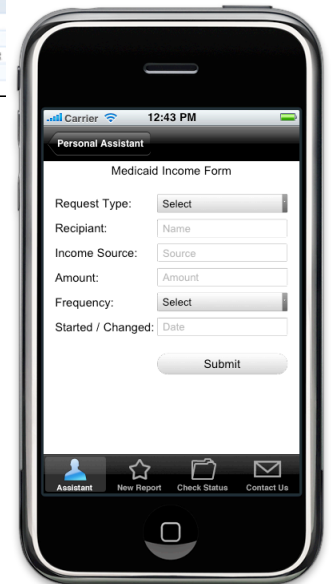 Carrier 12:43 PM
Personal Assistant
Medicaid Income Form
Request Type: Select
Recipiant: Name
Income Source: Source
Amount: Amount
Frequency: Select
Started / Changed: Date
Submit
Assistant New Report Check Status Contact Us